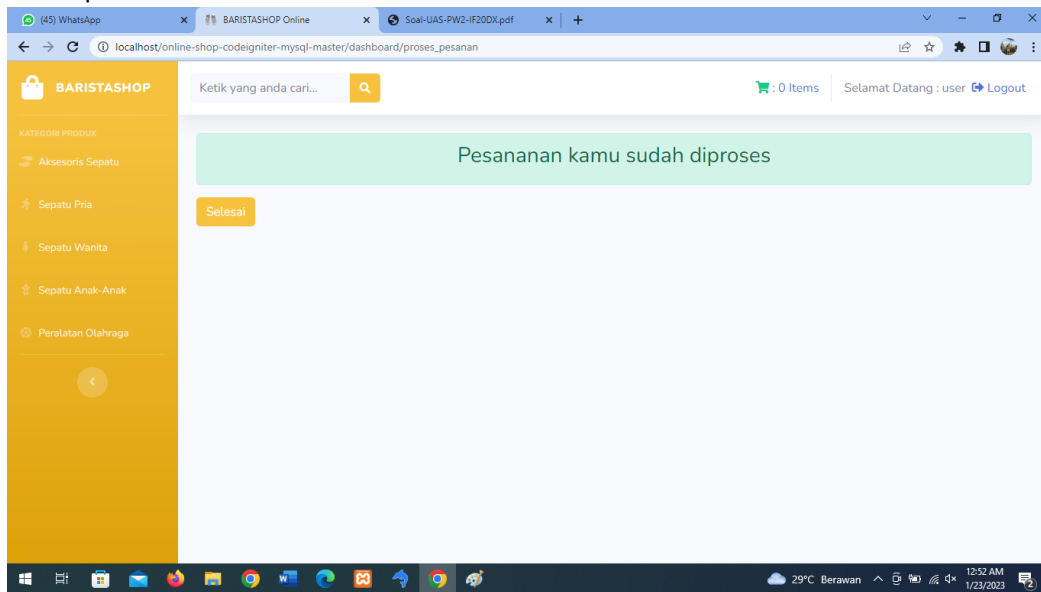 (45) WhatsApp
BARISTASHOP Online
Soal-UAS-PW2-IF20DX.pdf
localhost/online-shop-codeigniter-mysql-master/dashboard/proses_pesanan
BARISTASHOP
Ketik yang anda cari...
: 0 Items
Selamat Datang : user
Logout
KATEGORI PRODUK
Aksesoris Sepatu
Sepatu Pria
Sepatu Wanita
Sepatu Anak-Anak
Peralatan Olahraga
Pesananan kamu sudah diproses
Selesai
29°C Berawan
12:52 AM
1/23/2023
2